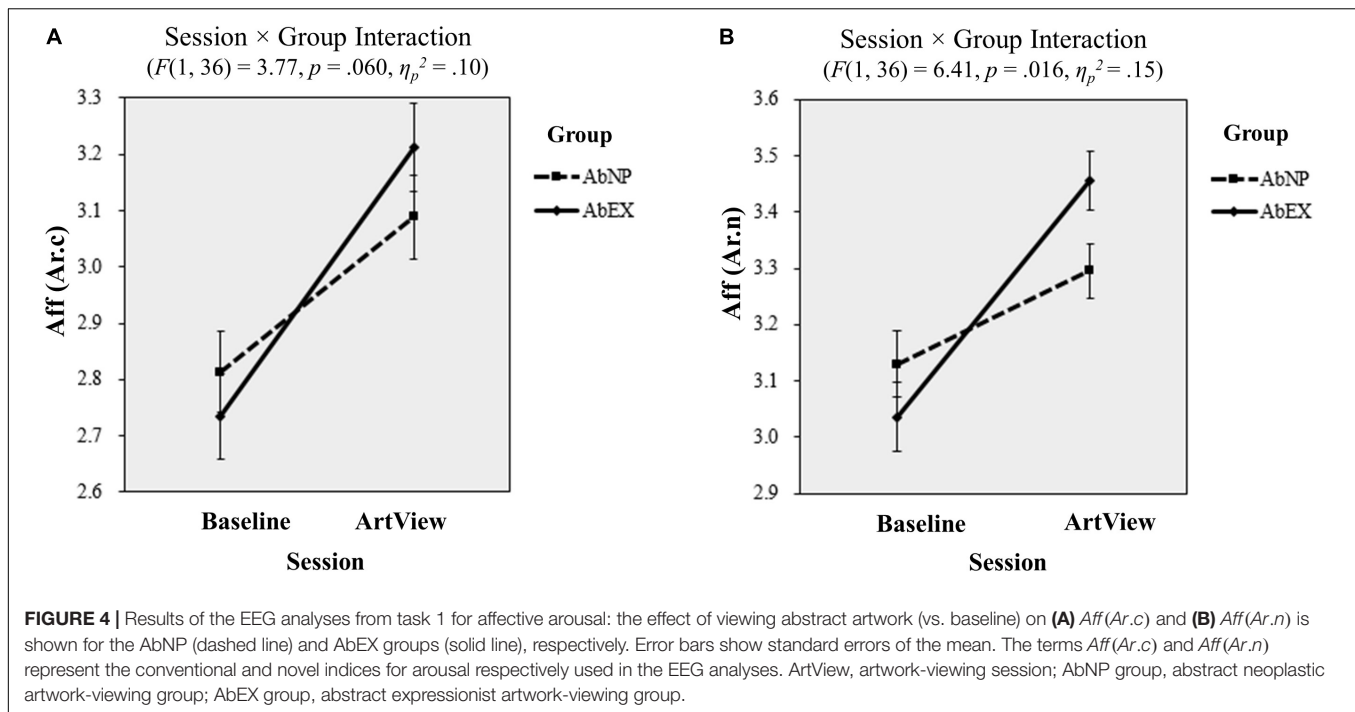 A
Session × Group Interaction
(F(1, 36) = 3.77, p = .060, ηp² = .10)
3.3
3.2
3.1
3.0
2.9
2.8
2.7
2.6
Aff (Ar.c)
Baseline
ArtView
Session
Group
AbNP
AbEX
B
Session × Group Interaction
(F(1, 36) = 6.41, p = .016, ηp² = .15)
3.6
3.5
3.4
3.3
3.2
3.1
3.0
2.9
Aff (Ar.n)
Baseline
ArtView
Session
Group
AbNP
AbEX
FIGURE 4 | Results of the EEG analyses from task 1 for affective arousal: the effect of viewing abstract artwork (vs. baseline) on (A) Aff(Ar.c) and (B) Aff(Ar.n) is
shown for the AbNP (dashed line) and AbEX groups (solid line), respectively. Error bars show standard errors of the mean. The terms Aff(Ar.c) and Aff(Ar.n)
represent the conventional and novel indices for arousal respectively used in the EEG analyses. ArtView, artwork-viewing session; AbNP group, abstract neoplastic
artwork-viewing group; AbEX group, abstract expressionist artwork-viewing group.